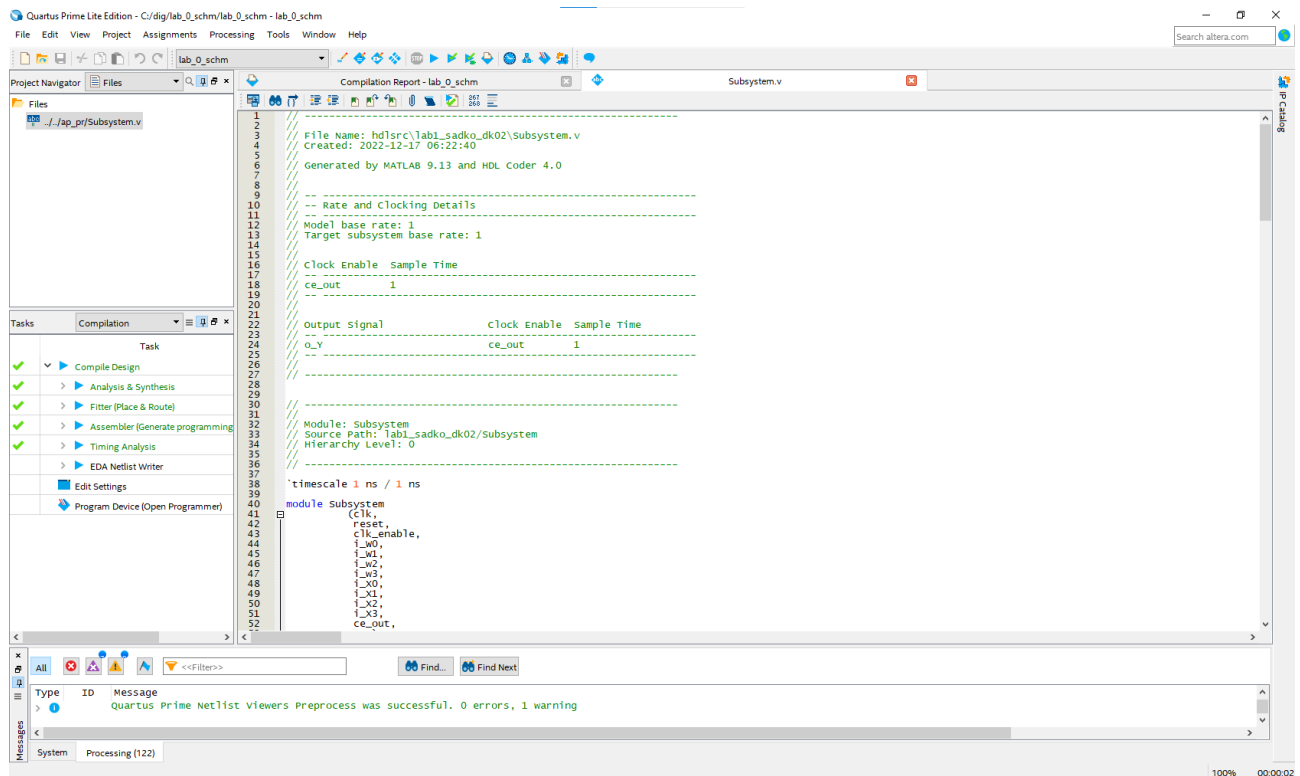 Quartus Prime Lite Edition - C:/dig/lab_0_schm/lab_0_schm - lab_0_schm
File Edit View Project Assignments Processing Tools Window Help
Search altera.com
lab_0_schm
Project Navigator Files
Compilation Report - lab_0_schm
Subsystem.v
IP Catalog
Files
../../ap_pr/Subsystem.v
267
268
1 // ---------------------------------------------------------------
2 //
3 // File Name: hdlsrc\lab1_sadko_dk02\Subsystem.v
4 // Created: 2022-12-17 06:22:40
5 //
6 // Generated by MATLAB 9.13 and HDL Coder 4.0
7 //
8 //
9 // -- -------------------------------------------------------------
10 // -- Rate and Clocking Details
11 // -- -------------------------------------------------------------
12 // Model base rate: 1
13 // Target subsystem base rate: 1
14 //
15 //
16 // Clock Enable Sample Time
17 // -- -------------------------------------------------------------
18 // ce_out 1
19 // -- -------------------------------------------------------------
20 //
21 //
22 // Output Signal Clock Enable Sample Time
23 // -- -------------------------------------------------------------
24 // o_Y ce_out 1
25 // -- -------------------------------------------------------------
26 //
27 // -------------------------------------------------------------
28
29
30 // -------------------------------------------------------------
31 //
32 // Module: Subsystem
33 // Source Path: lab1_sadko_dk02/Subsystem
34 // Hierarchy Level: 0
35 //
36 // -------------------------------------------------------------
37
38 `timescale 1 ns / 1 ns
39
40 module Subsystem
41 (clk,
42 reset,
43 clk_enable,
44 i_W0,
45 i_W1,
46 i_W2,
47 i_W3,
48 i_X0,
49 i_X1,
50 i_X2,
51 i_X3,
52 ce_out,
Tasks Compilation
Task
Compile Design
Analysis & Synthesis
Fitter (Place & Route)
Assembler (Generate programming
Timing Analysis
EDA Netlist Writer
Edit Settings
Program Device (Open Programmer)
All
<<Filter>>
Find...
Find Next
Type ID Message
Quartus Prime Netlist Viewers Preprocess was successful. 0 errors, 1 warning
Messages
System Processing (122)
100% 00:00:02